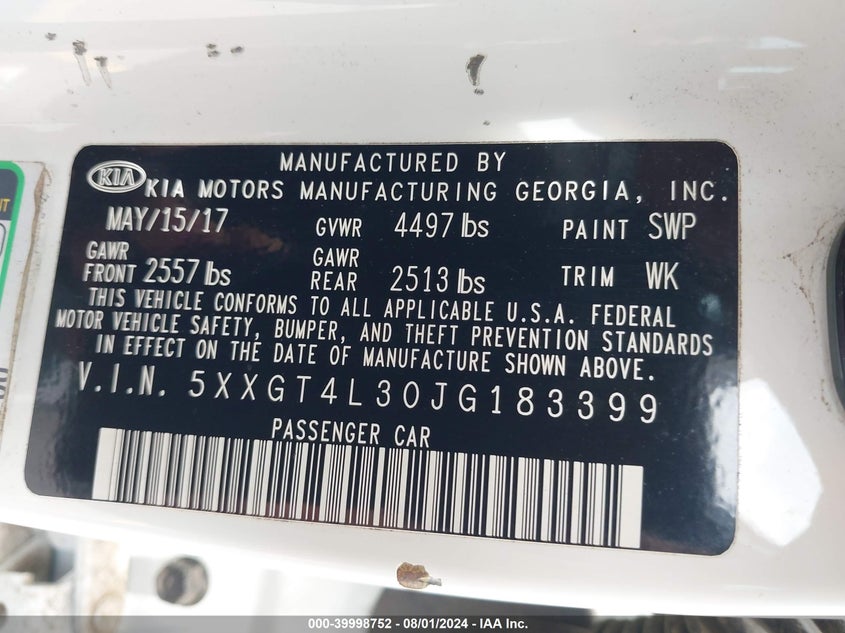 MANUFACTURED BY
KIA KIA MOTORS MANUFACTURING GEORGIA, INC.
MAY/15/17 GVWR 4497 lbs PAINT SWP
GAWR FRONT 2557 lbs GAWR REAR 2513 lbs TRIM WK
THIS VEHICLE CONFORMS TO ALL APPLICABLE U.S.A. FEDERAL
MOTOR VEHICLE SAFETY, BUMPER, AND THEFT PREVENTION STANDARDS
IN EFFECT ON THE DATE OF MANUFACTURE SHOWN ABOVE.
V.I.N. 5XXGT4L30JG183399
PASSENGER CAR
000-39998752 - 08/01/2024 - IAA Inc.